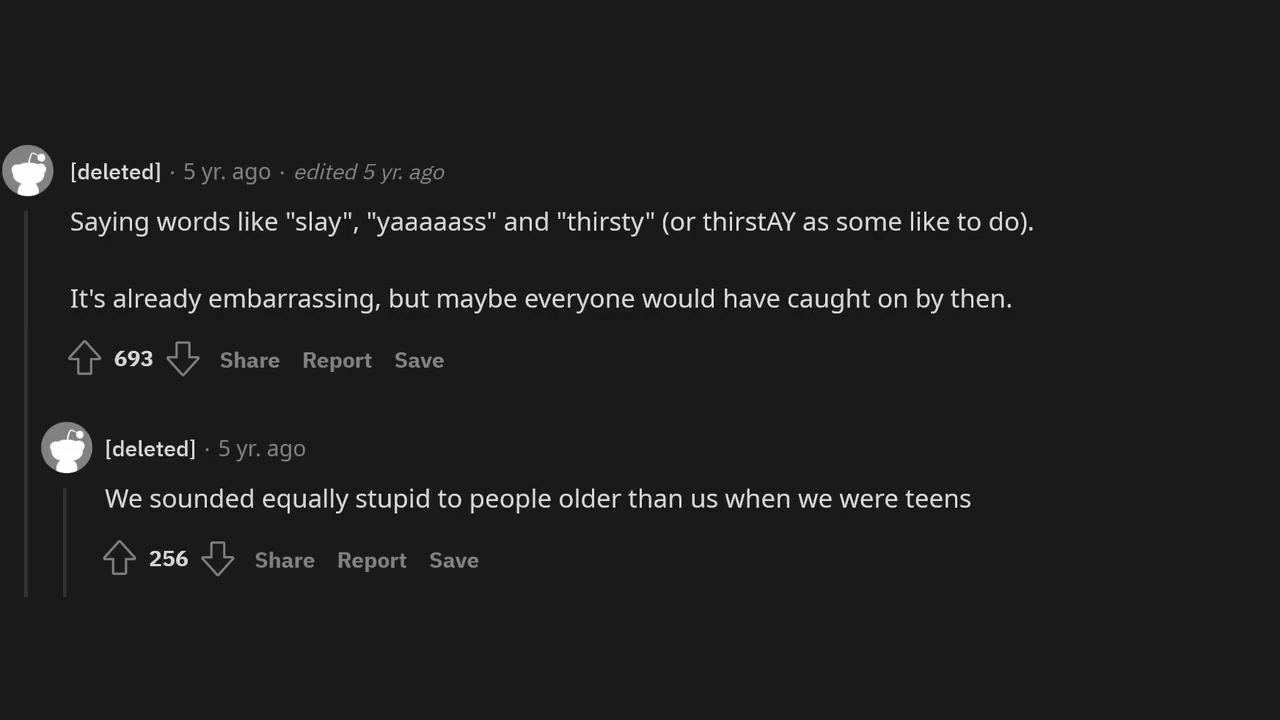 [deleted] · 5 yr. ago · edited 5 yr. ago
Saying words like "slay", "yaaaaass" and "thirsty" (or thirstAY as some like to do).
It's already embarrassing, but maybe everyone would have caught on by then.
693 Share Report Save
[deleted] · 5 yr. ago
We sounded equally stupid to people older than us when we were teens
256 Share Report Save